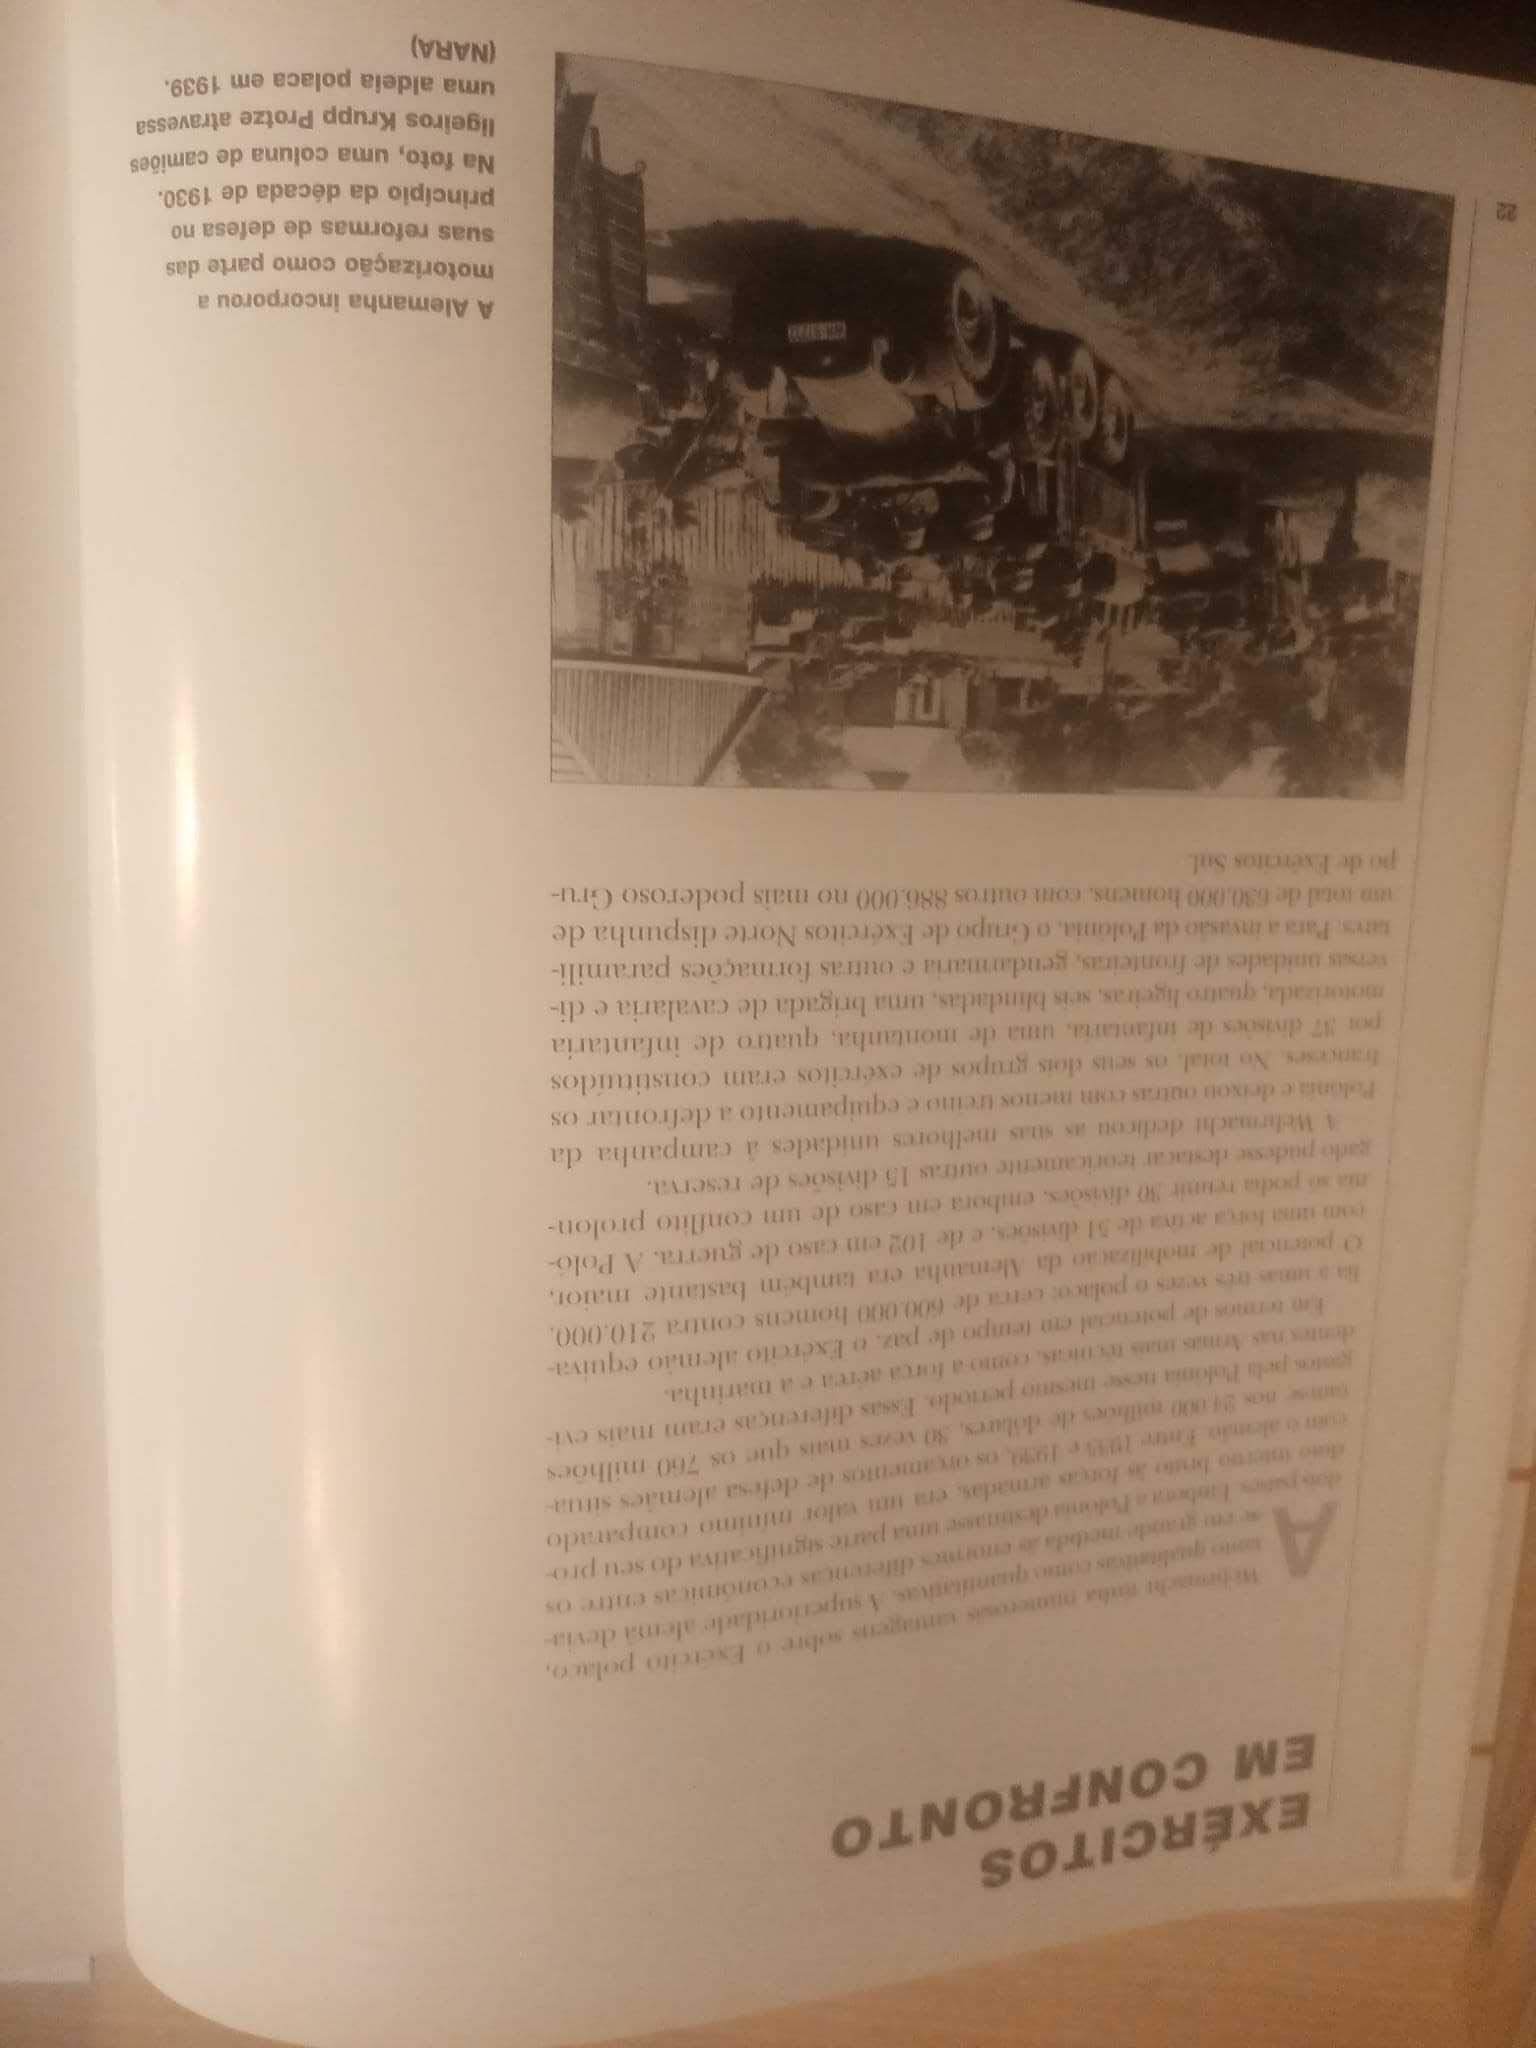 EXÉRCITOS
EM CONFRONTO
A Wehrmacht tinha numerosas vantagens sobre o Exército polaco,
tanto qualitativas como quantitativas. A superioridade alemã devia-
se em grande medida às enormes diferenças económicas entre os
dois países. Embora a Polónia destinasse uma parte significativa do seu pro-
duto interno bruto às forças armadas, era um valor mínimo comparado
com o alemão. Entre 1935 e 1939, os orçamentos de defesa alemães situa-
ram-se nos 24.000 milhões de dólares, 30 vezes mais que os 760 milhões
gastos pela Polónia nesse mesmo período. Essas diferenças eram mais evi-
dentes nas Armas mais técnicas, como a força aérea e a marinha.
Em termos de potencial em tempo de paz, o Exército alemão equiva-
lia a umas três vezes o polaco: cerca de 600.000 homens contra 210.000.
O potencial de mobilização da Alemanha era também bastante maior,
com uma força activa de 51 divisões, e de 102 em caso de guerra. A Poló-
nia só podia reunir 30 divisões, embora em caso de um conflito prolon-
gado pudesse destacar teoricamente outras 15 divisões de reserva.
A Wehrmacht dedicou as suas melhores unidades à campanha da
Polónia e deixou outras com menos treino e equipamento a defrontar os
franceses. No total, os seus dois grupos de exércitos eram constituídos
por 37 divisões de infantaria, uma de montanha, quatro de infantaria
motorizada, quatro ligeiras, seis blindadas, uma brigada de cavalaria e di-
versas unidades de fronteiras, gendarmaria e outras formações paramili-
tares. Para a invasão da Polónia, o Grupo de Exércitos Norte dispunha de
um total de 630.000 homens, com outros 886.000 no mais poderoso Gru-
po de Exércitos Sul.
A Alemanha incorporou a
motorização como parte das
suas reformas de defesa no
princípio da década de 1930.
Na foto, uma coluna de camiões
ligeiros Krupp Protze atravessa
uma aldeia polaca em 1939.
(NARA)
22